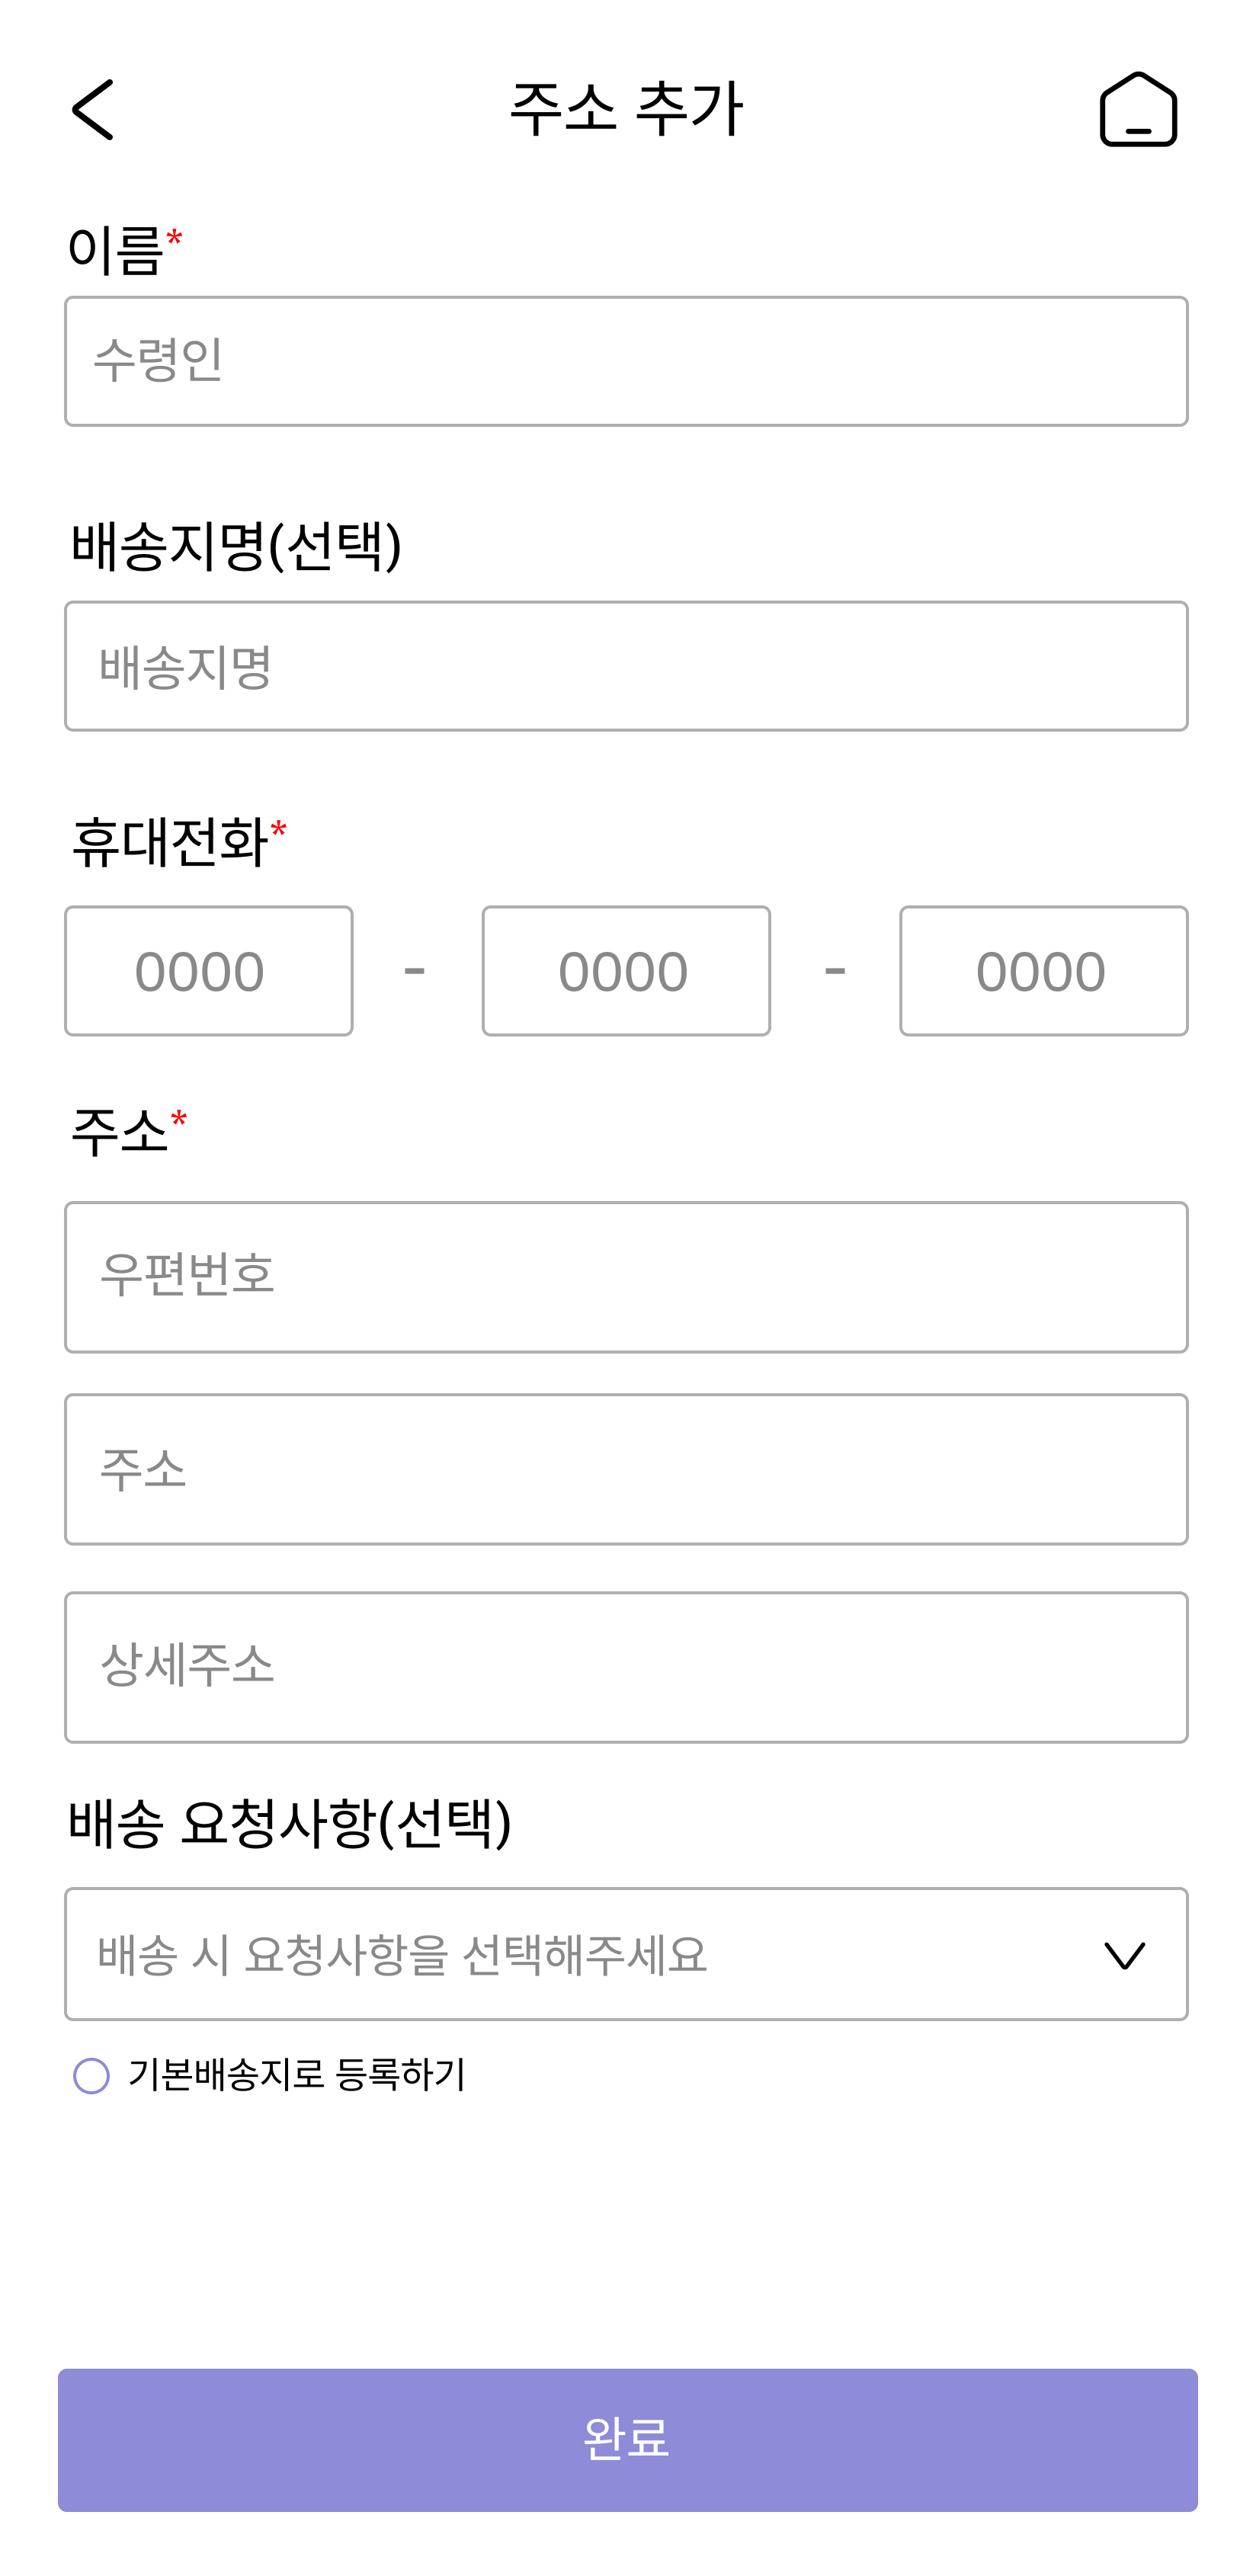 주소 추가
이름*
수령인
배송지명(선택)
배송지명
휴대전화*
0000 - 0000 - 0000
주소*
우편번호
주소
상세주소
배송 요청사항(선택)
배송 시 요청사항을 선택해주세요
기본배송지로 등록하기
완료